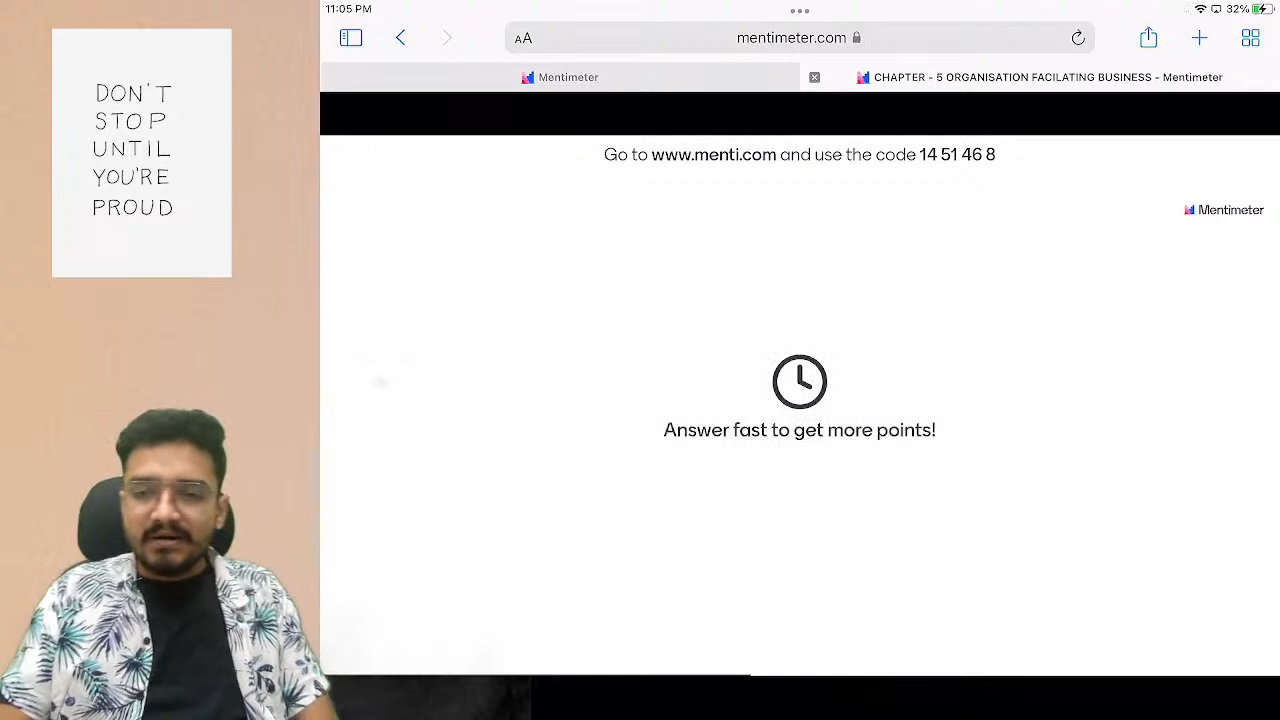 DON'T
STOP
UNTIL
YOU'RE
PROUD
11:05 PM
32%
AA
mentimeter.com
Mentimeter
CHAPTER - 5 ORGANISATION FACILATING BUSINESS - Mentimeter
Go to www.menti.com and use the code 14 51 46 8
Mentimeter
Answer fast to get more points!